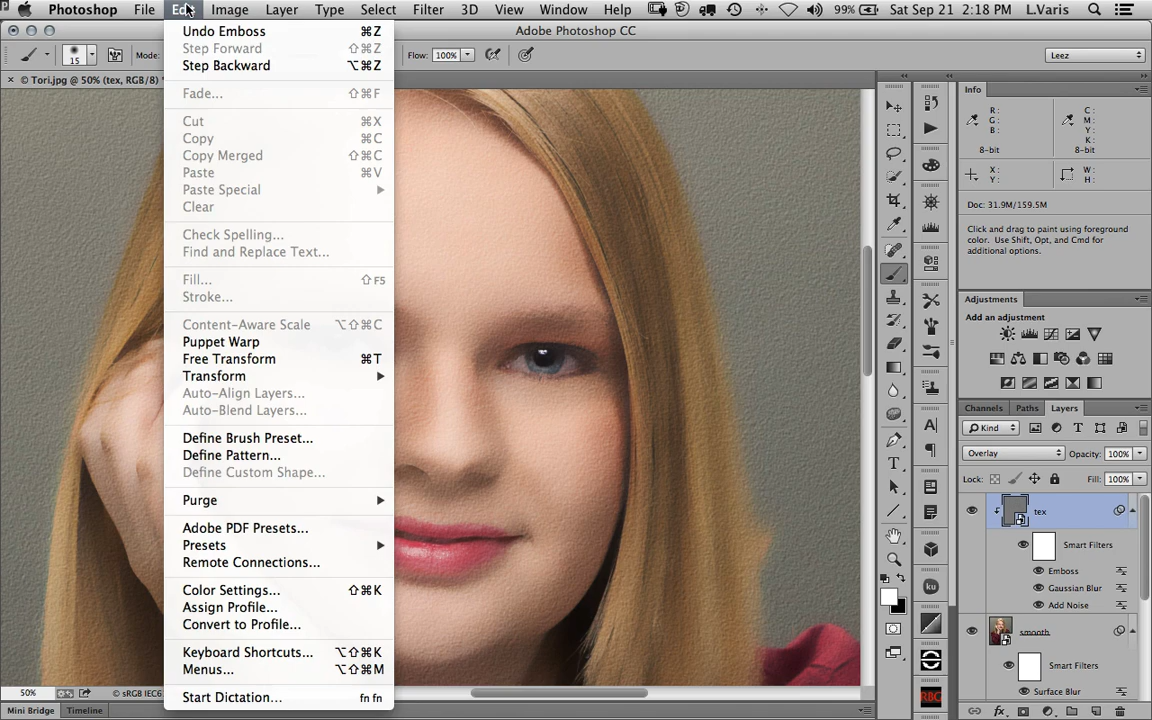 Photoshop File Edit Image Layer Type Select Filter 3D View Window Help 99% Sat Sep 21 2:18 PM L.Varis
Adobe Photoshop CC
15 Mode: Flow: 100% Leez
© Tori.jpg @ 50% (tex, RGB/8) *
Undo Emboss ⌘Z
Step Forward ⇧⌘Z
Step Backward ⌥⌘Z
Fade... ⇧⌘F
Cut ⌘X
Copy ⌘C
Copy Merged ⇧⌘C
Paste ⌘V
Paste Special
Clear
Check Spelling...
Find and Replace Text...
Fill... ⇧F5
Stroke...
Content-Aware Scale ⌥⇧⌘C
Puppet Warp
Free Transform ⌘T
Transform
Auto-Align Layers...
Auto-Blend Layers...
Define Brush Preset...
Define Pattern...
Define Custom Shape...
Purge
Adobe PDF Presets...
Presets
Remote Connections...
Color Settings... ⇧⌘K
Assign Profile...
Convert to Profile...
Keyboard Shortcuts... ⌥⇧⌘K
Menus... ⌥⇧⌘M
Start Dictation... fn fn
50% © sRGB IEC6
Mini Bridge Timeline
ku
RBG
Info
R: C:
G: M:
B: Y:
K:
8-bit 8-bit
X: W:
Y: H:
Doc: 31.9M/159.5M
Click and drag to paint using foreground
color. Use Shift, Opt, and Cmd for
additional options.
Adjustments
Add an adjustment
Channels Paths Layers
Kind
Overlay Opacity: 100%
Lock: Fill: 100%
tex
Smart Filters
Emboss
Gaussian Blur
Add Noise
smooth
Smart Filters
Surface Blur
fx